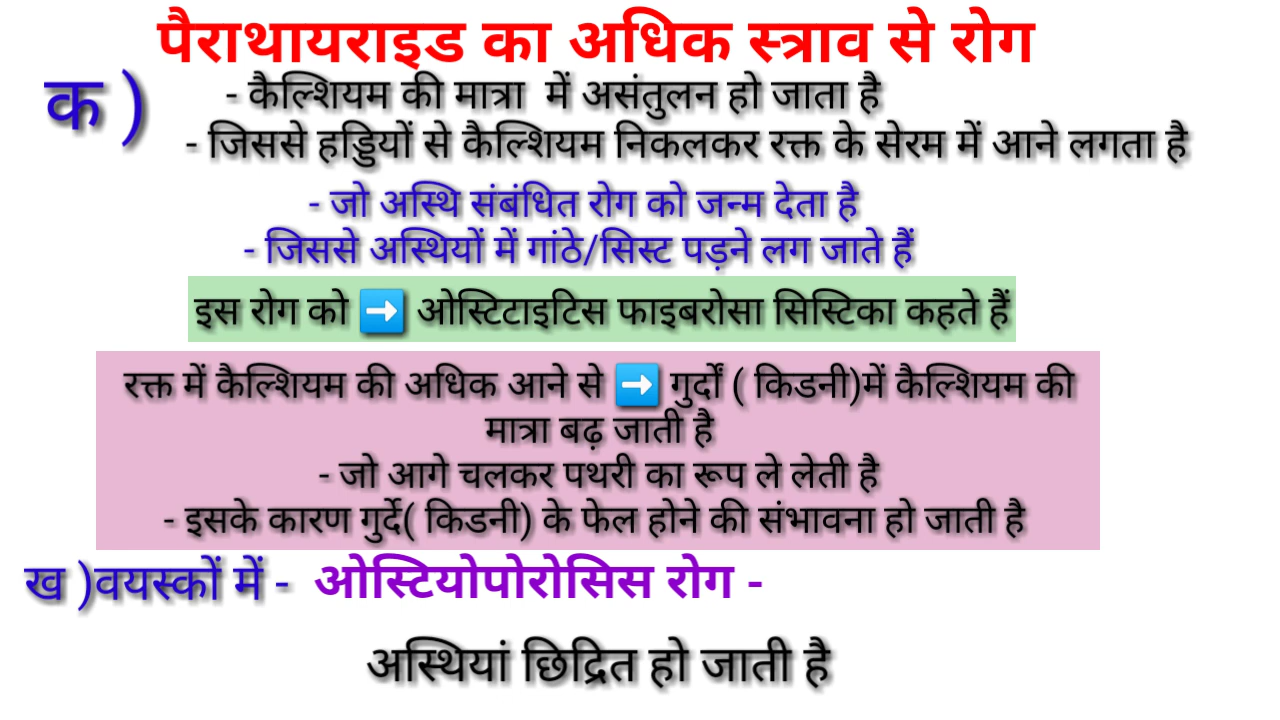 पैराथायराइड का अधिक स्त्राव से रोग
क )
- कैल्शियम की मात्रा में असंतुलन हो जाता है
- जिससे हड्डियों से कैल्शियम निकलकर रक्त के सेरम में आने लगता है
- जो अस्थि संबंधित रोग को जन्म देता है
- जिससे अस्थियों में गांठे/सिस्ट पड़ने लग जाते हैं
इस रोग को ➡️ ओस्टिटाइटिस फाइबरोसा सिस्टिका कहते हैं
रक्त में कैल्शियम की अधिक आने से ➡️ गुर्दों ( किडनी)में कैल्शियम की
मात्रा बढ़ जाती है
- जो आगे चलकर पथरी का रूप ले लेती है
- इसके कारण गुर्दे( किडनी) के फेल होने की संभावना हो जाती है
ख )वयस्कों में - ओस्टियोपोरोसिस रोग -
अस्थियां छिद्रित हो जाती है